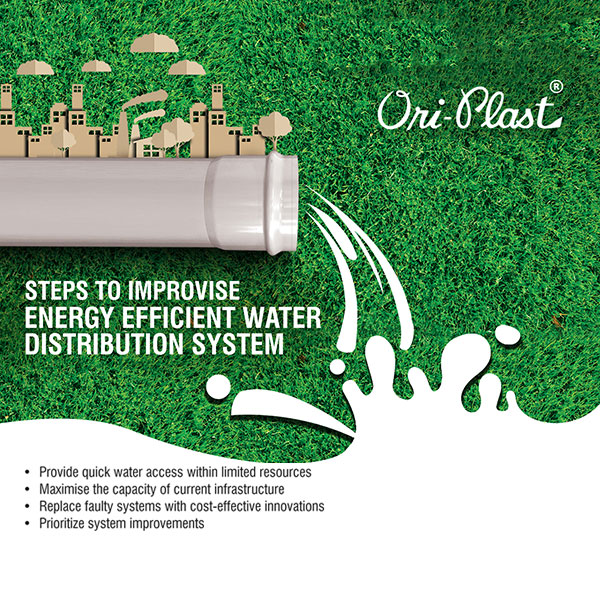 Ori-Plast®
STEPS TO IMPROVISE
ENERGY EFFICIENT WATER
DISTRIBUTION SYSTEM
• Provide quick water access within limited resources
• Maximise the capacity of current infrastructure
• Replace faulty systems with cost-effective innovations
• Prioritize system improvements